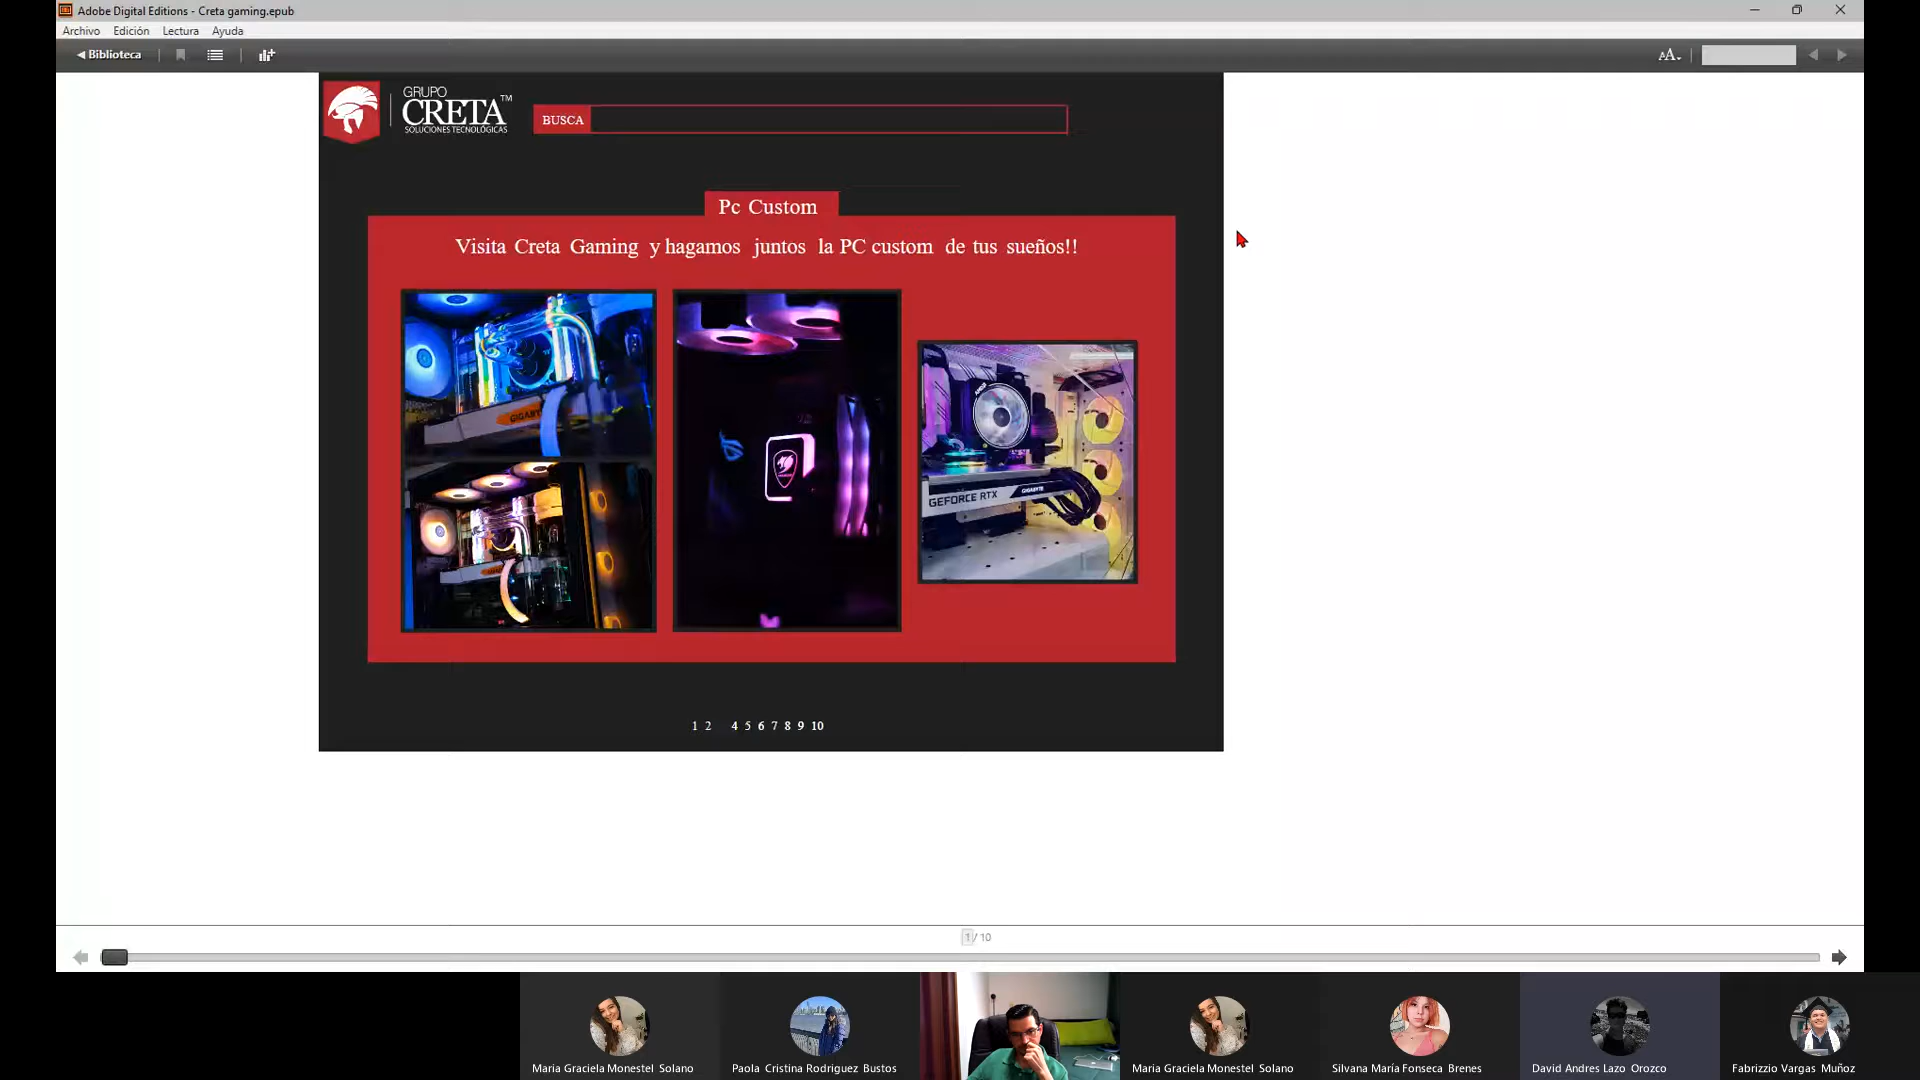 Adobe Digital Editions - Creta gaming.epub
Archivo Edición Lectura Ayuda
Biblioteca
AA
GRUPO
CRETA™
SOLUCIONES TECNOLÓGICAS
BUSCA
Pc Custom
Visita Creta Gaming y hagamos juntos la PC custom de tus sueños!!
GEFORCE RTX GIGABYTE
1 2 4 5 6 7 8 9 10
1 / 10
Maria Graciela Monestel Solano
Paola Cristina Rodriguez Bustos
Maria Graciela Monestel Solano
Silvana María Fonseca Brenes
David Andres Lazo Orozco
Fabrizzio Vargas Muñoz